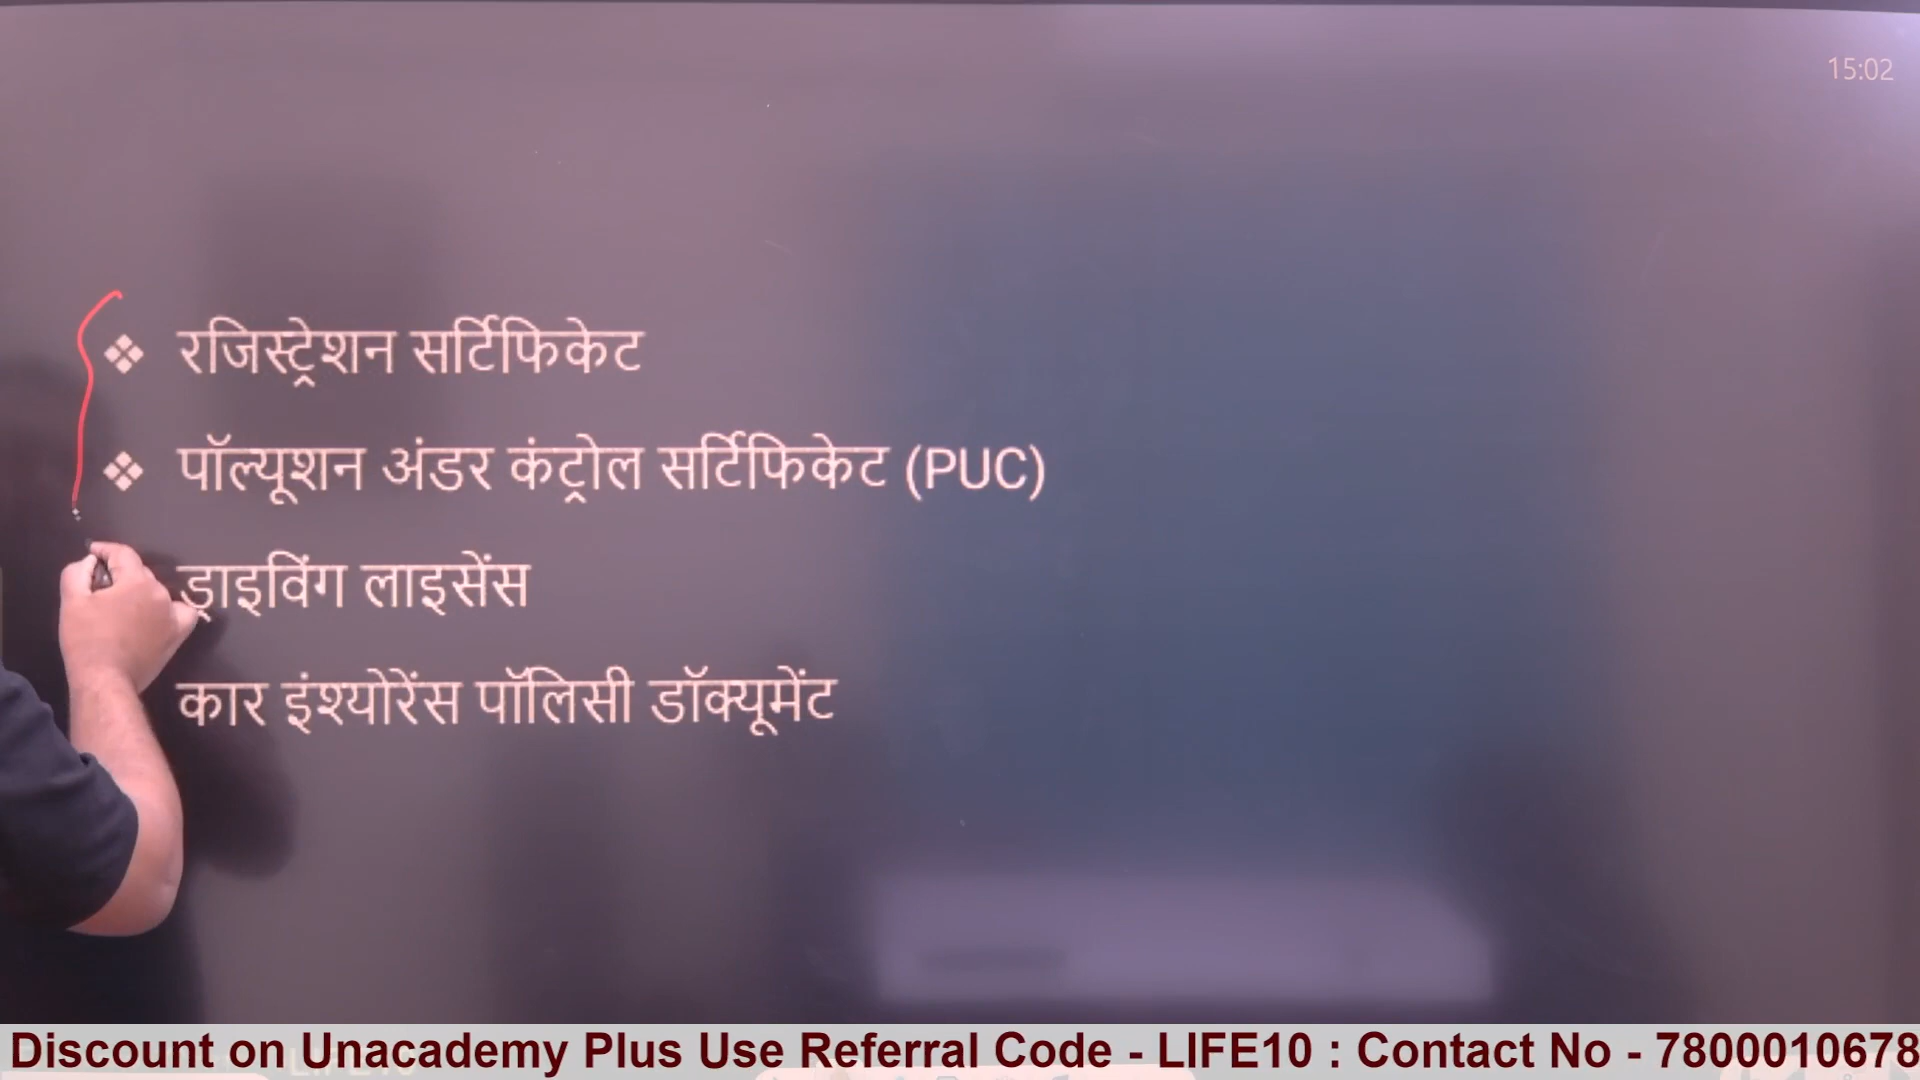 15:02
❖ रजिस्ट्रेशन सर्टिफिकेट
❖ पॉल्यूशन अंडर कंट्रोल सर्टिफिकेट (PUC)
ड्राइविंग लाइसेंस
कार इंश्योरेंस पॉलिसी डॉक्यूमेंट
Discount on Unacademy Plus Use Referral Code - LIFE10 : Contact No - 7800010678